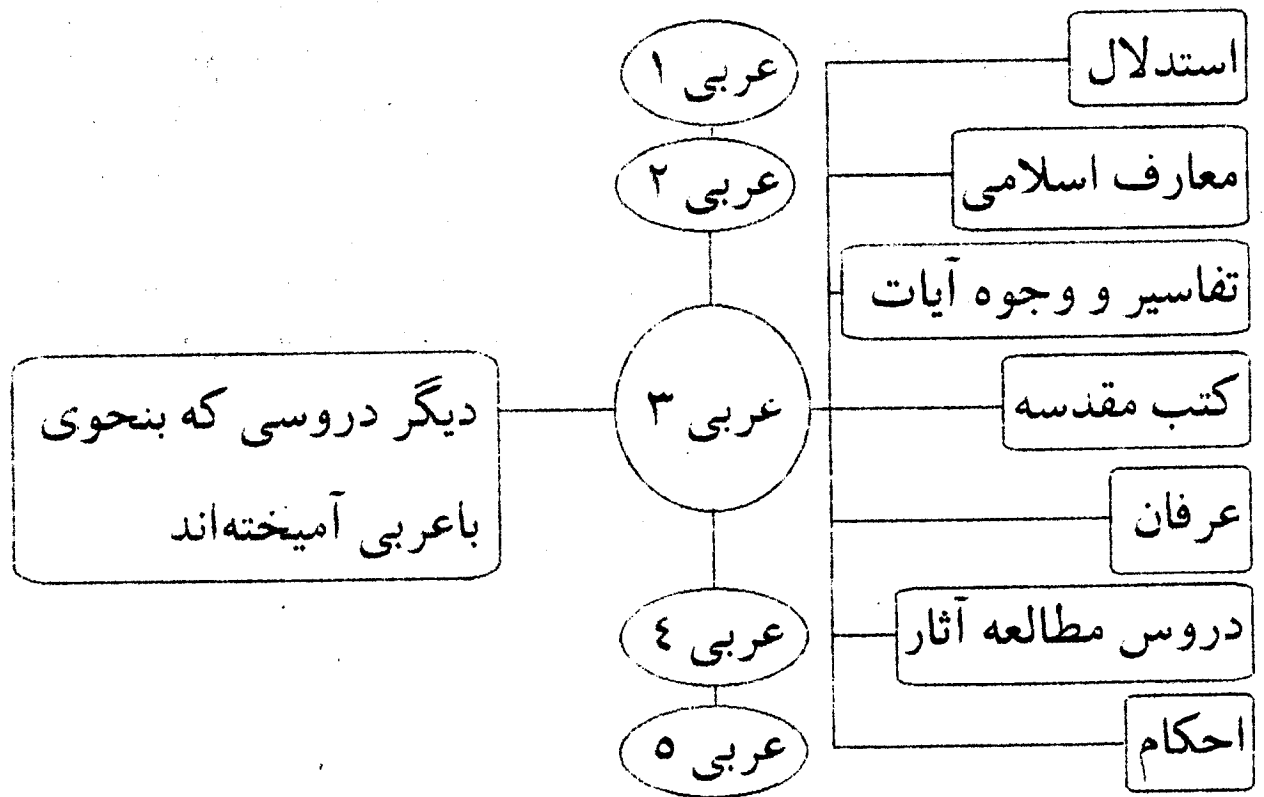 استدلال
معارف اسلامی
تفاسیر و وجوه آیات
کتب مقدسه
عرفان
دروس مطالعه آثار
احکام
عربی ۱
عربی ۲
عربی ۳
عربی ٤
عربی ٥
دیگر دروسی که بنحوی
باعربی آمیخته‌اند